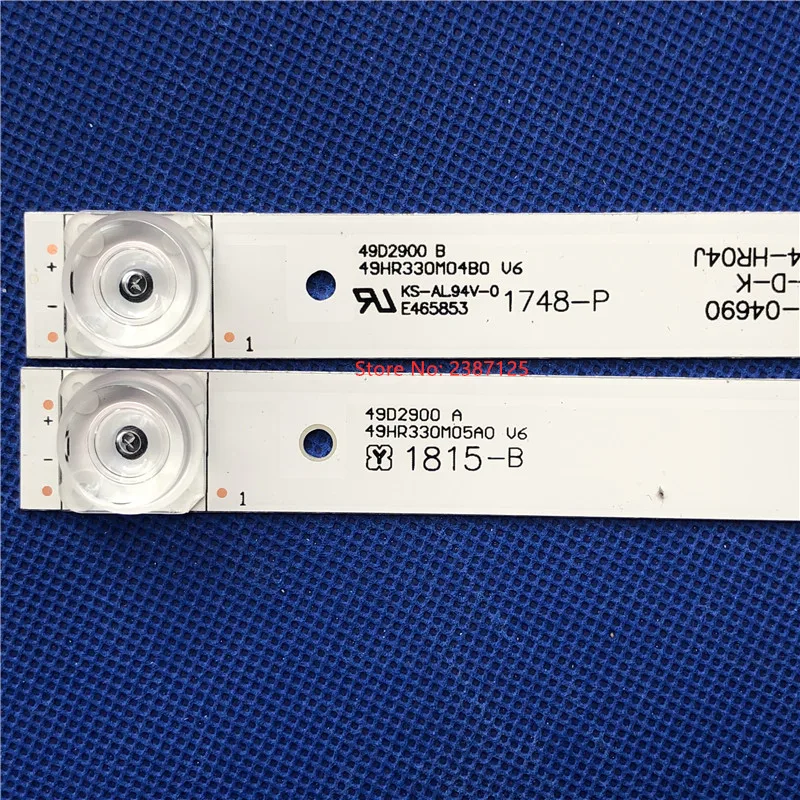 49D2900 B
49HR330M04B0 V6
KS-AL94V-0
E465853
1748-P
4-HR04J
-D-K
-04690
+
-
1
Store No: 2387125
49D2900 A
49HR330M05A0 V6
1815-B
+
-
1